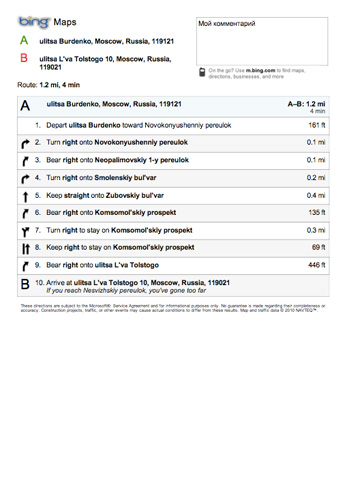 bing Maps
Мой комментарий
A ulitsa Burdenko, Moscow, Russia, 119121
B ulitsa L'va Tolstogo 10, Moscow, Russia,
119021
On the go? Use m.bing.com to find maps,
directions, businesses, and more
Route: 1.2 mi, 4 min
A ulitsa Burdenko, Moscow, Russia, 119121 A–B: 1.2 mi
4 min
1. Depart ulitsa Burdenko toward Novokonyushenniy pereulok 161 ft
2. Turn right onto Novokonyushenniy pereulok 0.1 mi
3. Bear right onto Neopalimovskiy 1-y pereulok 0.1 mi
4. Turn right onto Smolenskiy bul'var 0.2 mi
5. Keep straight onto Zubovskiy bul'var 0.4 mi
6. Bear right onto Komsomol'skiy prospekt 135 ft
7. Turn right to stay on Komsomol'skiy prospekt 0.3 mi
8. Keep right to stay on Komsomol'skiy prospekt 69 ft
9. Bear right onto ulitsa L'va Tolstogo 446 ft
B 10. Arrive at ulitsa L'va Tolstogo 10, Moscow, Russia, 119021
If you reach Nesvizhskiy pereulok, you've gone too far
These directions are subject to the Microsoft® Service Agreement and for informational purposes only. No guarantee is made regarding their completeness or
accuracy. Construction projects, traffic, or other events may cause actual conditions to differ from these results. Map and traffic data © 2010 NAVTEQ™.